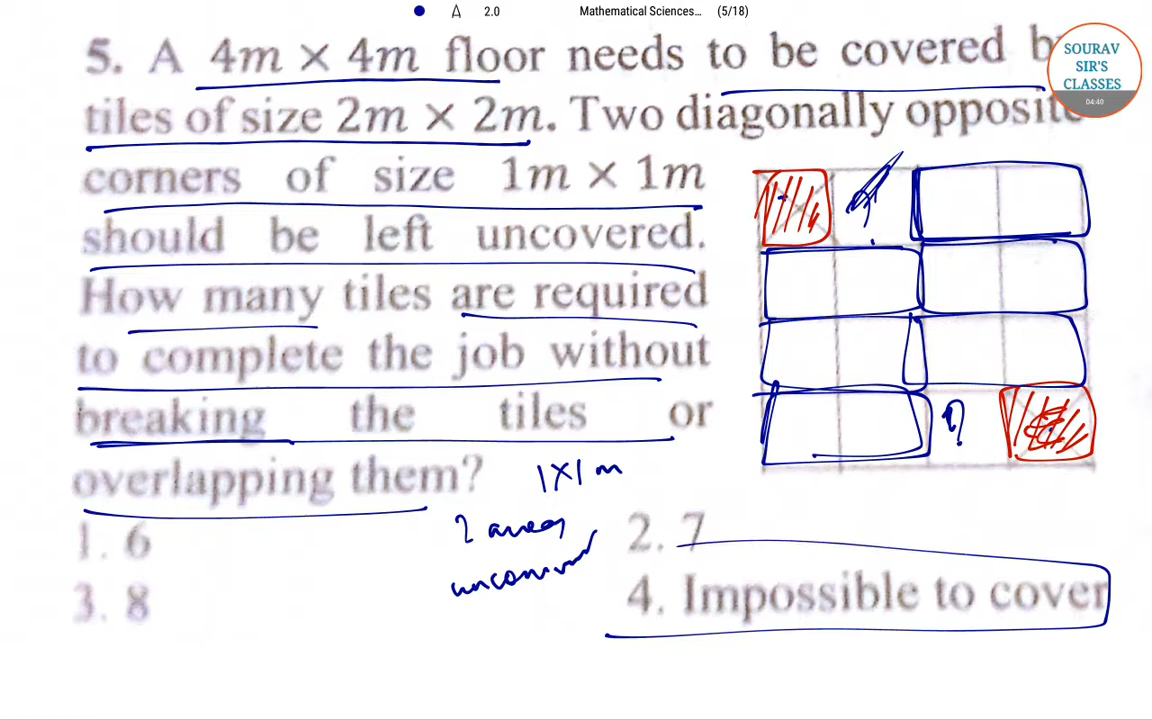 2.0 Mathematical Sciences... (5/18)
SOURAV
SIR'S
CLASSES
04:40
5. A 4m × 4m floor needs to be covered
tiles of size 2m × 2m. Two diagonally opposite
corners of size 1m × 1m
should be left uncovered.
How many tiles are required
to complete the job without
breaking the tiles or
overlapping them?
1×1 m
2 areas
1. 6
2. 7
3. 8
4. Impossible to cover